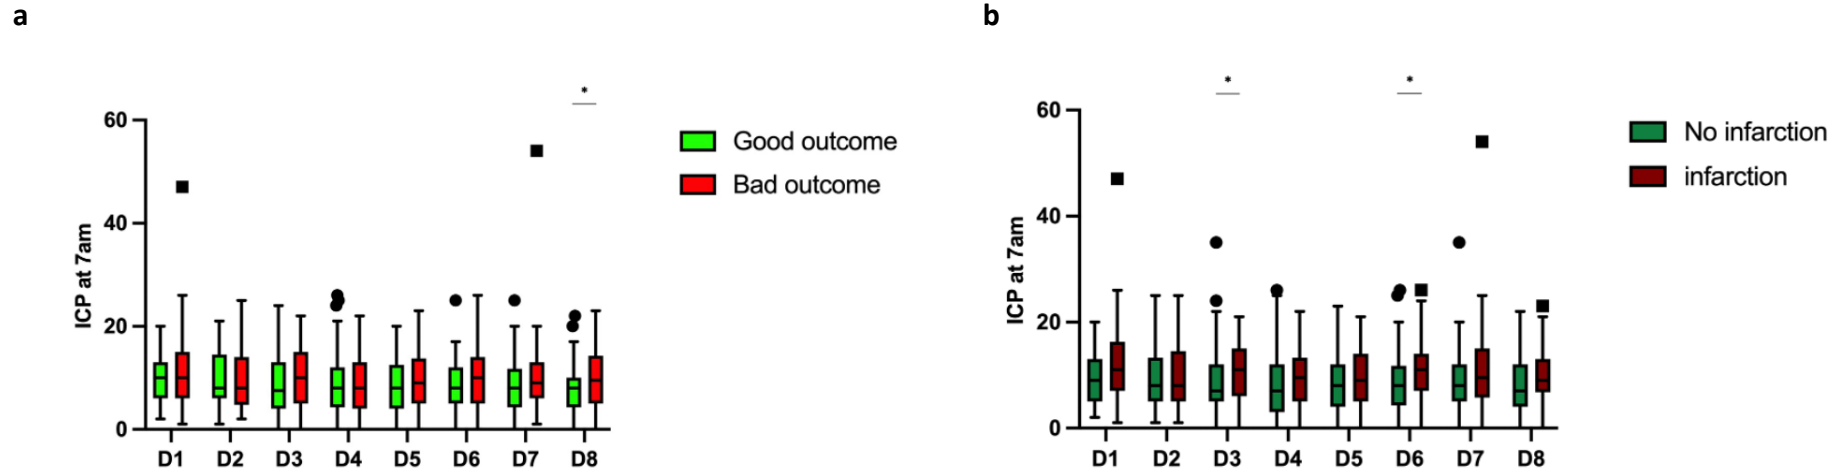 a
*
60
40
20
0
ICP at 7am
D1 D2 D3 D4 D5 D6 D7 D8
Good outcome
Bad outcome
b
* *
60
40
20
0
ICP at 7am
D1 D2 D3 D4 D5 D6 D7 D8
No infarction
infarction